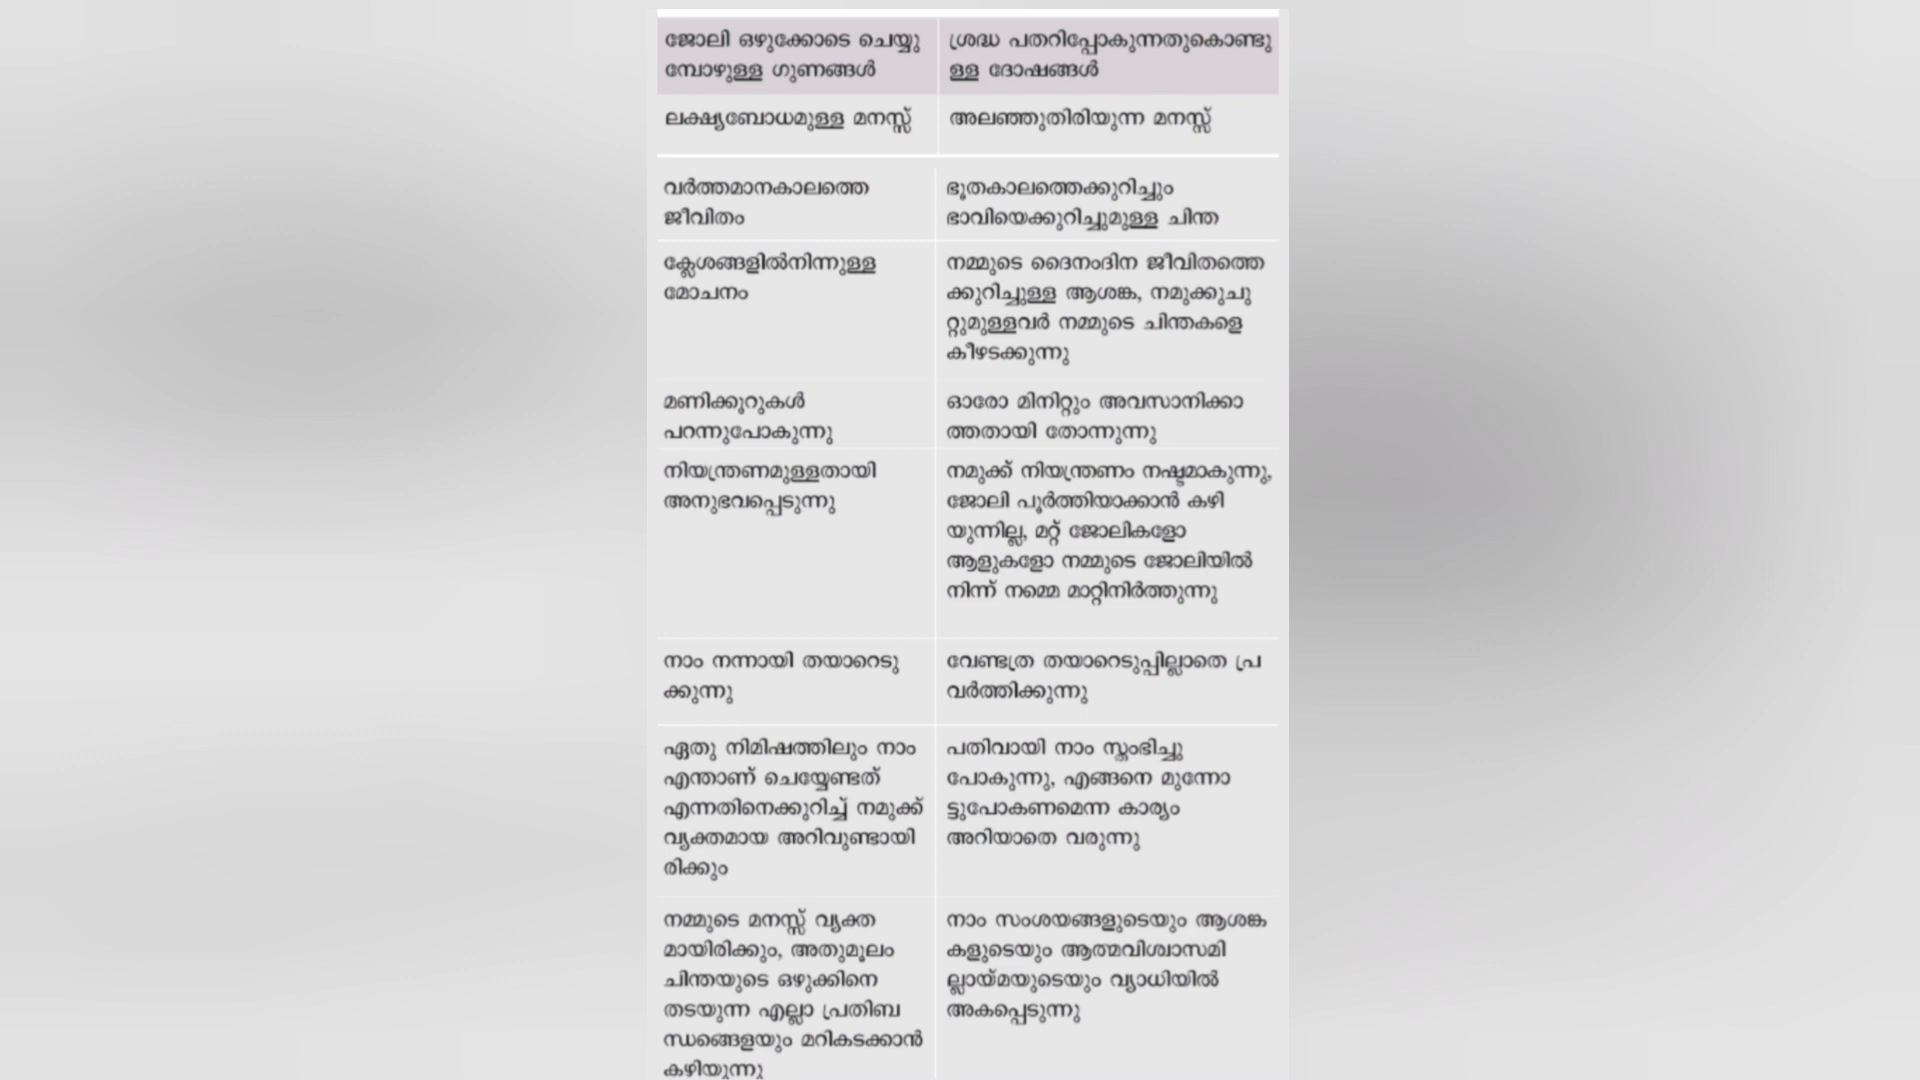 ജോലി ഒഴുക്കോടെ ചെയ്യു
മ്പോഴുള്ള ഗുണങ്ങൾ
ശ്രദ്ധ പതറിപ്പോകുന്നതുകൊണ്ടു
ള്ള ദോഷങ്ങൾ
ലക്ഷ്യബോധമുള്ള മനസ്സ്
അലഞ്ഞുതിരിയുന്ന മനസ്സ്
വർത്തമാനകാലത്തെ
ജീവിതം
ഭൂതകാലത്തെക്കുറിച്ചും
ഭാവിയെക്കുറിച്ചുമുള്ള ചിന്ത
ക്ലേശങ്ങളിൽനിന്നുള്ള
മോചനം
നമ്മുടെ ദൈനംദിന ജീവിതത്തെ
ക്കുറിച്ചുള്ള ആശങ്ക, നമുക്കുചു
റ്റുമുള്ളവർ നമ്മുടെ ചിന്തകളെ
കീഴടക്കുന്നു
മണിക്കൂറുകൾ
പറന്നുപോകുന്നു
ഓരോ മിനിറ്റും അവസാനിക്കാ
ത്തതായി തോന്നുന്നു
നിയന്ത്രണമുള്ളതായി
അനുഭവപ്പെടുന്നു
നമുക്ക് നിയന്ത്രണം നഷ്ടമാകുന്നു,
ജോലി പൂർത്തിയാക്കാൻ കഴി
യുന്നില്ല, മറ്റ് ജോലികളോ
ആളുകളോ നമ്മുടെ ജോലിയിൽ
നിന്ന് നമ്മെ മാറ്റിനിർത്തുന്നു
നാം നന്നായി തയാറെടു
ക്കുന്നു
വേണ്ടത്ര തയാറെടുപ്പില്ലാതെ പ്ര
വർത്തിക്കുന്നു
ഏതു നിമിഷത്തിലും നാം
എന്താണ് ചെയ്യേണ്ടത്
എന്നതിനെക്കുറിച്ച് നമുക്ക്
വ്യക്തമായ അറിവുണ്ടായി
രിക്കും
പതിവായി നാം സ്തംഭിച്ചു
പോകുന്നു, എങ്ങനെ മുന്നോ
ട്ടുപോകണമെന്ന കാര്യം
അറിയാതെ വരുന്നു
നമ്മുടെ മനസ്സ് വ്യക്ത
മായിരിക്കും, അതുമൂലം
ചിന്തയുടെ ഒഴുക്കിനെ
തടയുന്ന എല്ലാ പ്രതിബ
ന്ധങ്ങെളയും മറികടക്കാൻ
കഴിയുന്നു
നാം സംശയങ്ങളുടെയും ആശങ്ക
കളുടെയും ആത്മവിശ്വാസമി
ല്ലായ്മയുടെയും വ്യാധിയിൽ
അകപ്പെടുന്നു